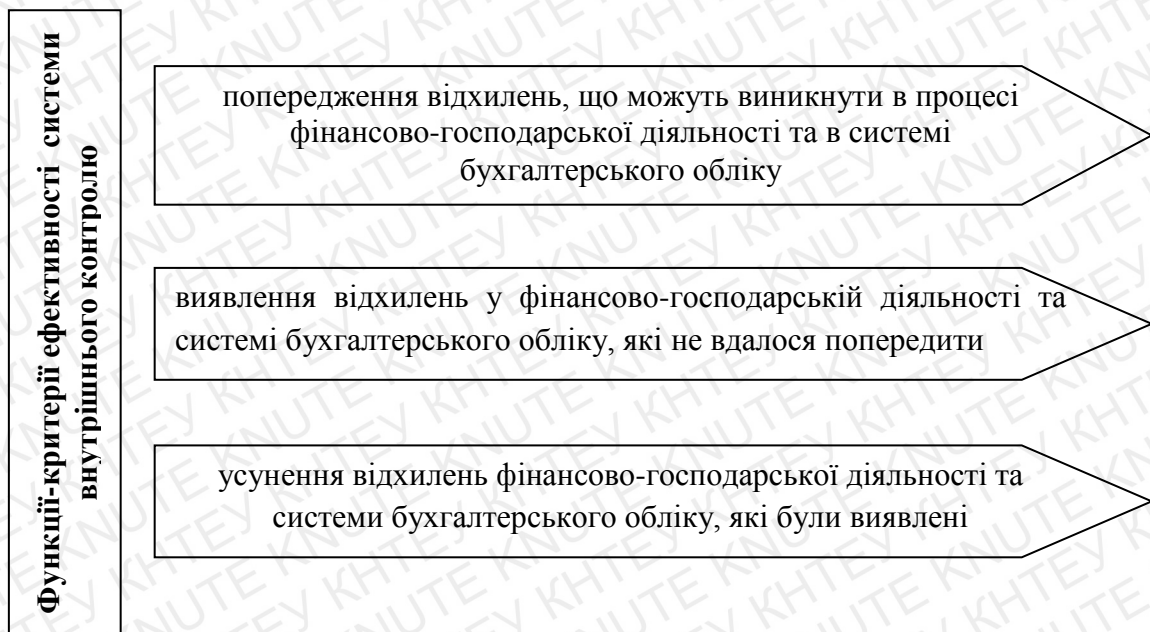 Функції-критерії ефективності системи
внутрішнього контролю
попередження відхилень, що можуть виникнути в процесі
фінансово-господарської діяльності та в системі
бухгалтерського обліку
виявлення відхилень у фінансово-господарській діяльності та
системі бухгалтерського обліку, які не вдалося попередити
усунення відхилень фінансово-господарської діяльності та
системи бухгалтерського обліку, які були виявлені